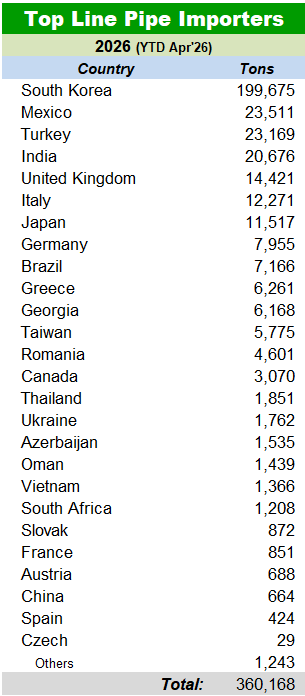 Top Line Pipe Importers
2026 (YTD Apr'26)
Country Tons
South Korea 199,675
Mexico 23,511
Turkey 23,169
India 20,676
United Kingdom 14,421
Italy 12,271
Japan 11,517
Germany 7,955
Brazil 7,166
Greece 6,261
Georgia 6,168
Taiwan 5,775
Romania 4,601
Canada 3,070
Thailand 1,851
Ukraine 1,762
Azerbaijan 1,535
Oman 1,439
Vietnam 1,366
South Africa 1,208
Slovak 872
France 851
Austria 688
China 664
Spain 424
Czech 29
Others 1,243
Total: 360,168